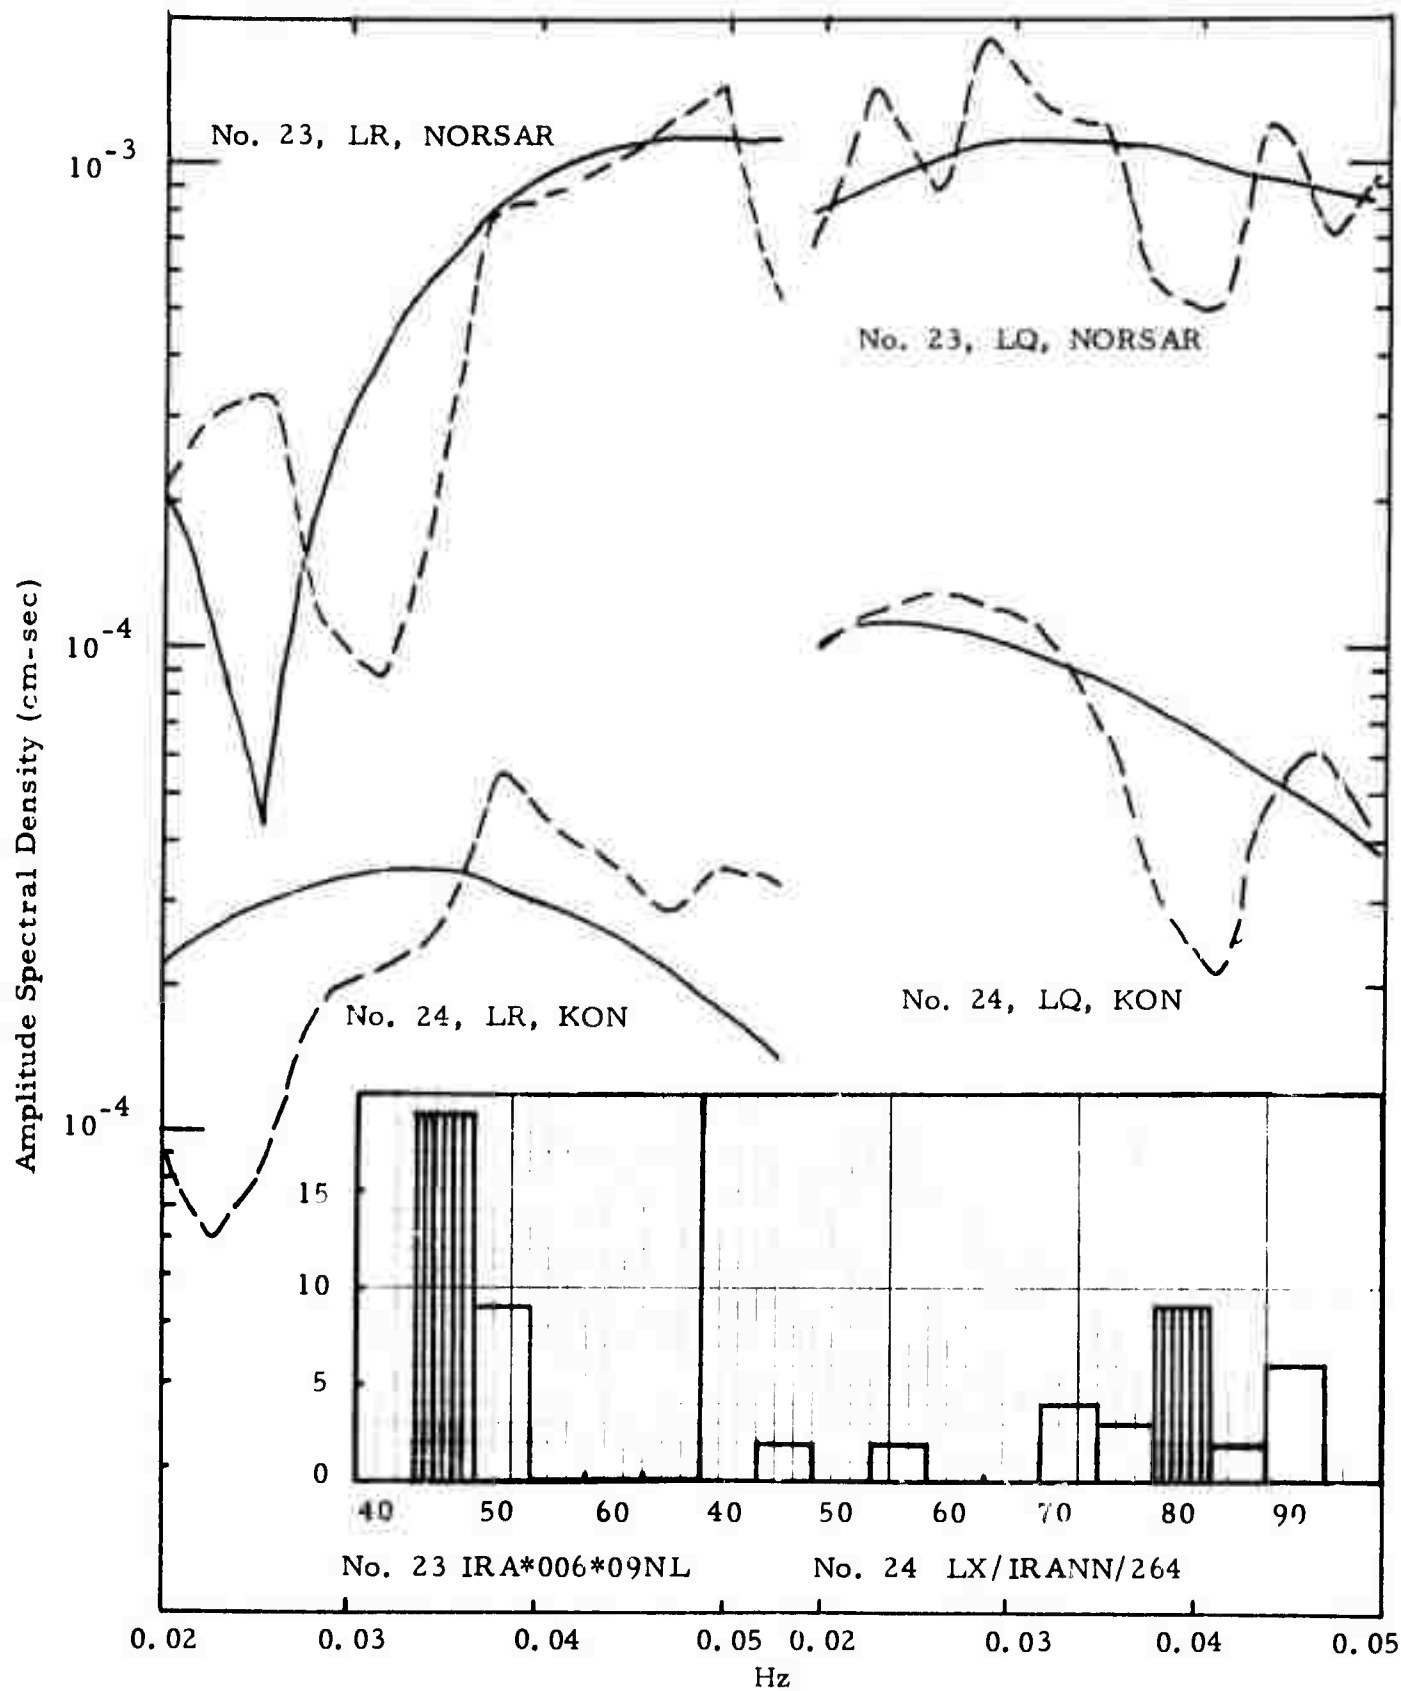 No. 23, LR, NORSAR
10-3
No. 23, LQ, NORSAR
Amplitude Spectral Density (cm-sec)
10-4
No. 24, LR, KON
No. 24, LQ, KON
10-4
15
10
5
0
40 50 60 40 50 60 70 80 90
No. 23 IRA*006*09NL
No. 24 LX/IRANN/264
0.02 0.03 0.04 0.05 0.02 0.03 0.04 0.05
Hz